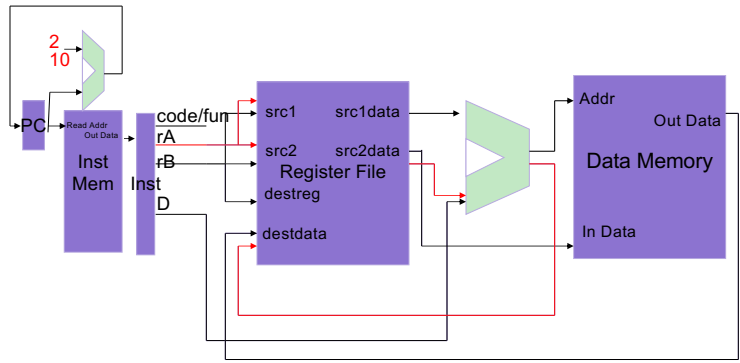 2
10
PC
Read Addr
Out Data
Inst
Mem
Inst
code/fun
rA
rB
D
src1
src1data
src2
src2data
Register File
destreg
destdata
Addr
Out Data
Data Memory
In Data